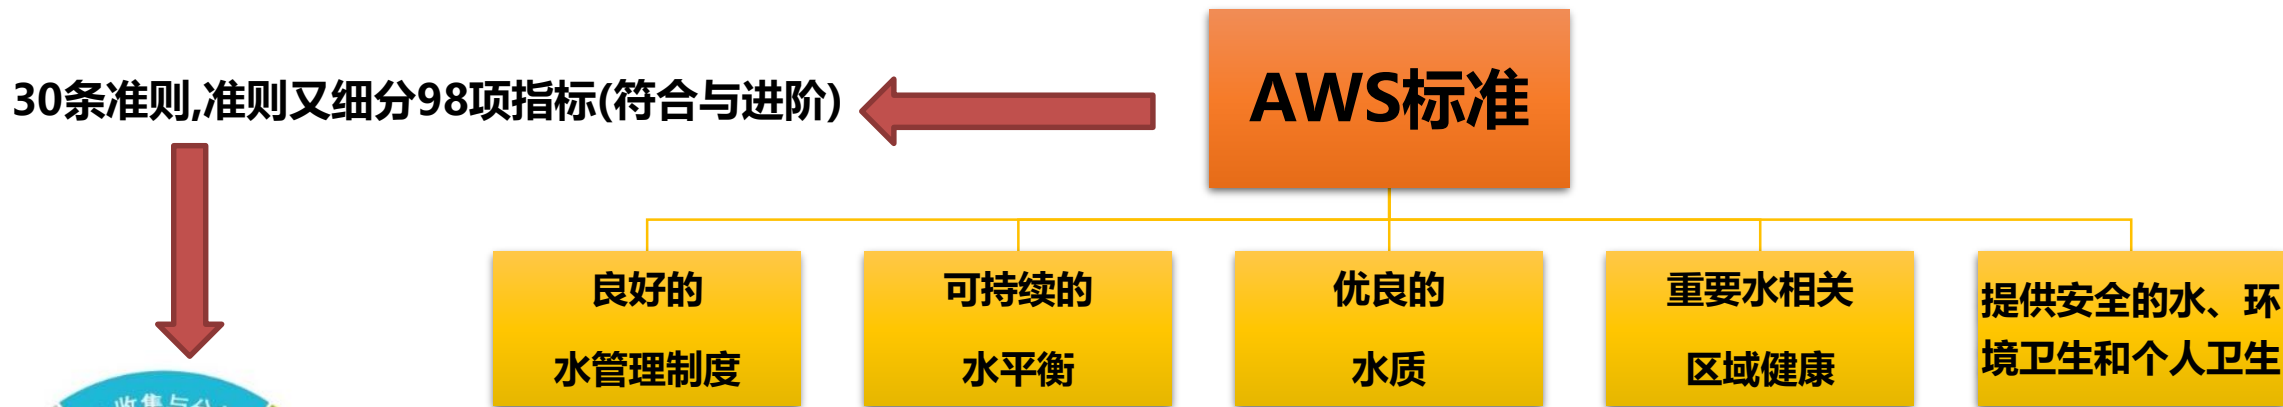 AWS标准
30条准则,准则又细分98项指标(符合与进阶)
良好的
水管理制度
可持续的
水平衡
优良的
水质
重要水相关
区域健康
提供安全的水、环
境卫生和个人卫生
收集与